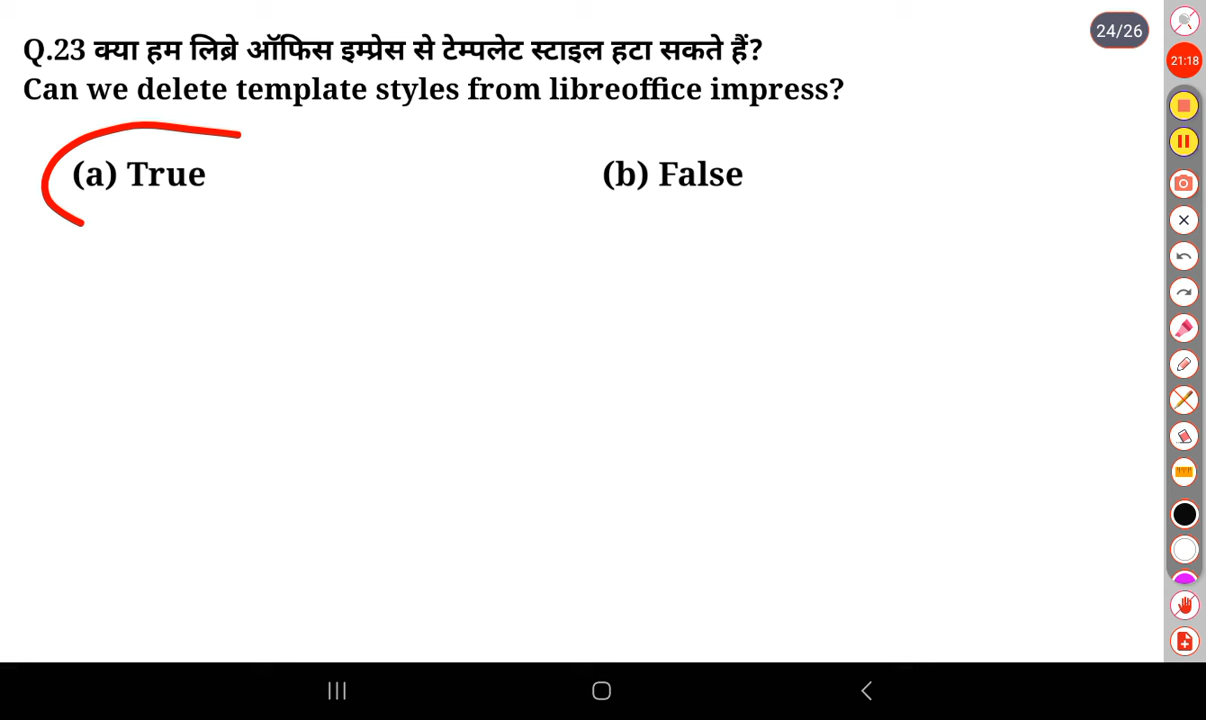 24/26
21:18
Q.23 क्या हम लिब्रे ऑफिस इम्प्रेस से टेम्पलेट स्टाइल हटा सकते हैं?
Can we delete template styles from libreoffice impress?
(a) True
(b) False